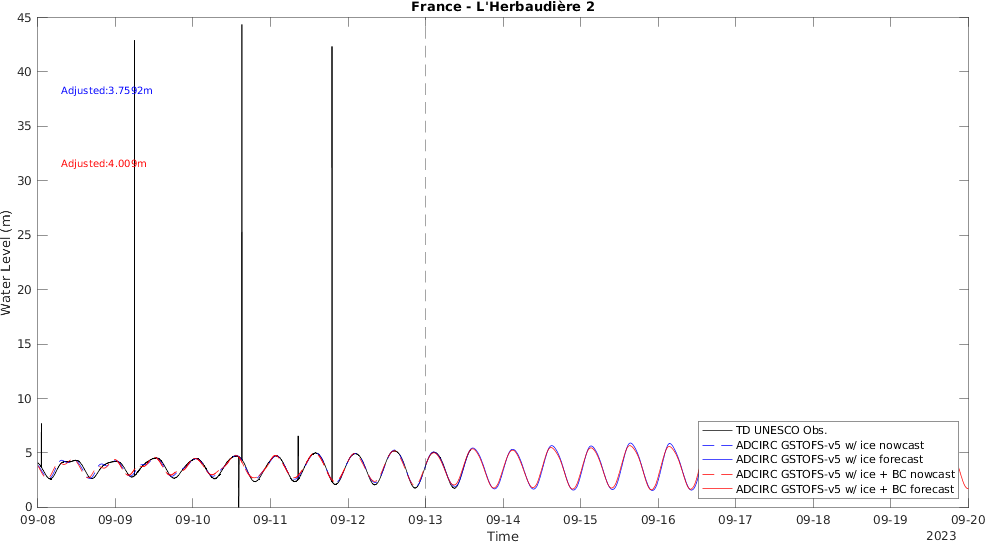 France - L'Herbaudière 2
45
40
35
30
25
20
15
10
5
0
Water Level (m)
Adjusted:3.7592m
Adjusted:4.009m
TD UNESCO Obs.
ADCIRC GSTOFS-v5 w/ ice nowcast
ADCIRC GSTOFS-v5 w/ ice forecast
ADCIRC GSTOFS-v5 w/ ice + BC nowcast
ADCIRC GSTOFS-v5 w/ ice + BC forecast
09-08 09-09 09-10 09-11 09-12 09-13 09-14 09-15 09-16 09-17 09-18 09-19 09-20
Time
2023